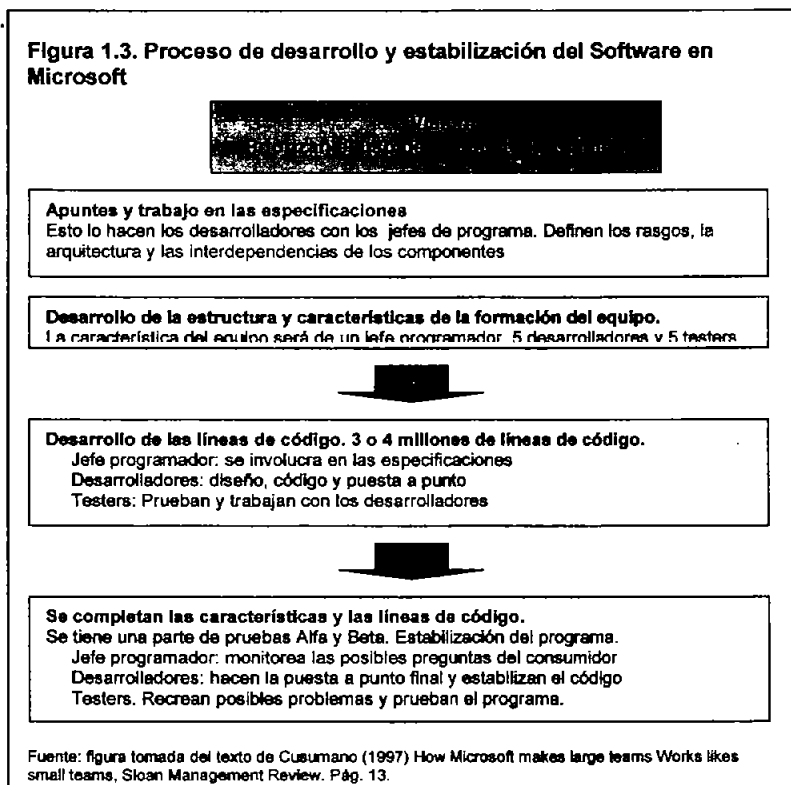 Figura 1.3. Proceso de desarrollo y estabilización del Software en
Microsoft
Apuntes y trabajo en las especificaciones
Esto lo hacen los desarrolladores con los jefes de programa. Definen los rasgos, la
arquitectura y las interdependencias de los componentes
Desarrollo de la estructura y características de la formación del equipo.
La característica del equipo será de un jefe programador, 5 desarrolladores y 5 testers
Desarrollo de las líneas de código. 3 o 4 millones de líneas de código.
Jefe programador: se involucra en las especificaciones
Desarrolladores: diseño, código y puesta a punto
Testers: Prueban y trabajan con los desarrolladores
Se completan las características y las líneas de código.
Se tiene una parte de pruebas Alfa y Beta. Estabilización del programa.
Jefe programador: monitorea las posibles preguntas del consumidor
Desarrolladores: hacen la puesta a punto final y estabilizan el código
Testers. Recrean posibles problemas y prueban el programa.
Fuente: figura tomada del texto de Cusumano (1997) How Microsoft makes large teams Works likes
small teams, Sloan Management Review. Pág. 13.